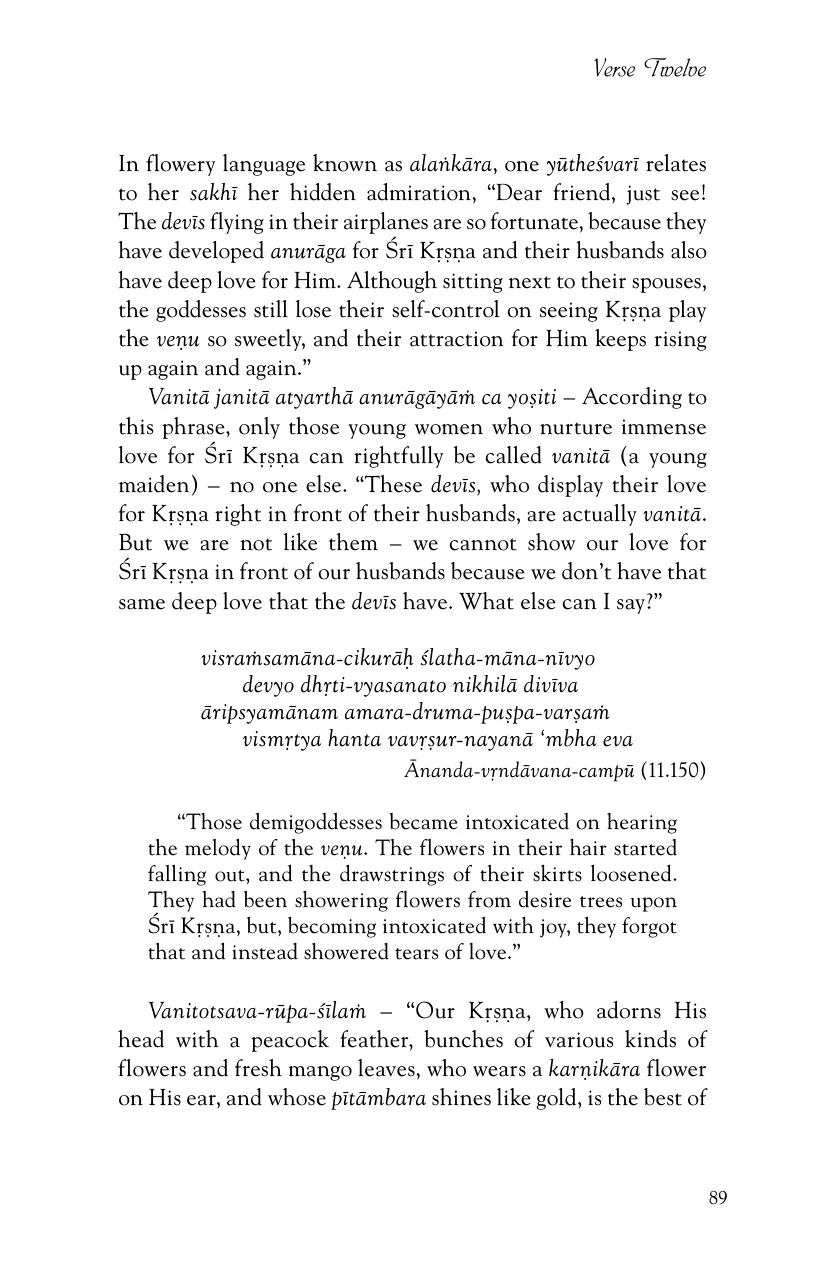 Verse Twelve
In flowery language known as alaṅkāra, one yūtheśvarī relates
to her sakhī her hidden admiration, “Dear friend, just see!
The devīs flying in their airplanes are so fortunate, because they
have developed anurāga for Śrī Kṛṣṇa and their husbands also
have deep love for Him. Although sitting next to their spouses,
the goddesses still lose their self-control on seeing Kṛṣṇa play
the veṇu so sweetly, and their attraction for Him keeps rising
up again and again.”
Vanitā janitā atyarthā anurāgāyāṁ ca yoṣiti – According to
this phrase, only those young women who nurture immense
love for Śrī Kṛṣṇa can rightfully be called vanitā (a young
maiden) – no one else. “These devīs, who display their love
for Kṛṣṇa right in front of their husbands, are actually vanitā.
But we are not like them – we cannot show our love for
Śrī Kṛṣṇa in front of our husbands because we don’t have that
same deep love that the devīs have. What else can I say?”
visraṁsamāna-cikurāḥ ślatha-māna-nīvyo
devyo dhṛti-vyasanato nikhilā divīva
āripsyamānam amara-druma-puṣpa-varṣaṁ
vismṛtya hanta vavṛṣur-nayanā ‘mbha eva
Ānanda-vṛndāvana-campū (11.150)
“Those demigoddesses became intoxicated on hearing
the melody of the veṇu. The flowers in their hair started
falling out, and the drawstrings of their skirts loosened.
They had been showering flowers from desire trees upon
Śrī Kṛṣṇa, but, becoming intoxicated with joy, they forgot
that and instead showered tears of love.”
Vanitotsava-rūpa-śīlaṁ – “Our Kṛṣṇa, who adorns His
head with a peacock feather, bunches of various kinds of
flowers and fresh mango leaves, who wears a karṇikāra flower
on His ear, and whose pītāmbara shines like gold, is the best of
89